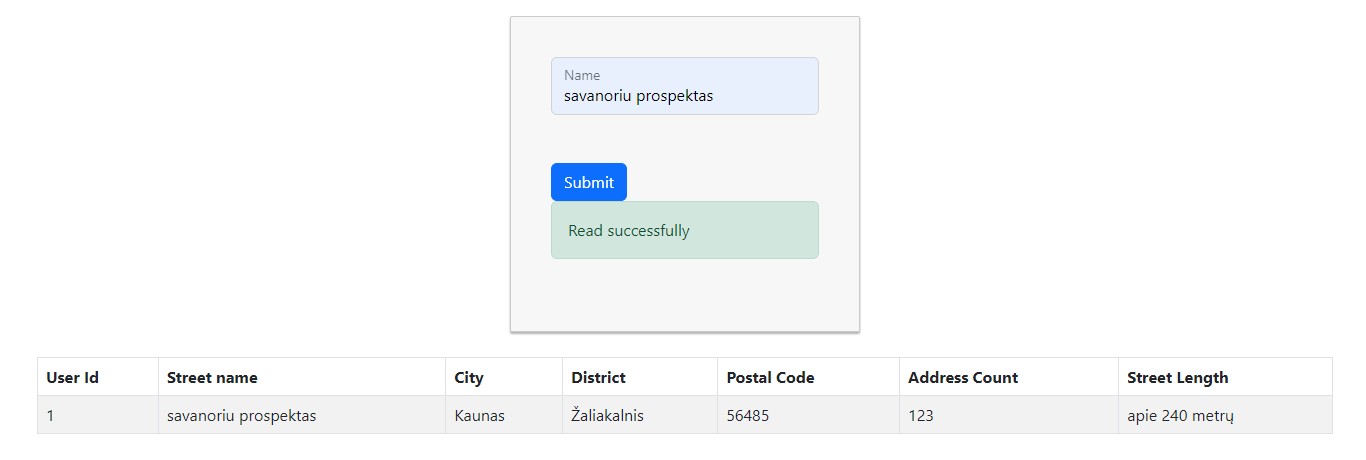 Name
savanoriu prospektas
Submit
Read successfully
User Id Street name City District Postal Code Address Count Street Length
1 savanoriu prospektas Kaunas Žaliakalnis 56485 123 apie 240 metrų